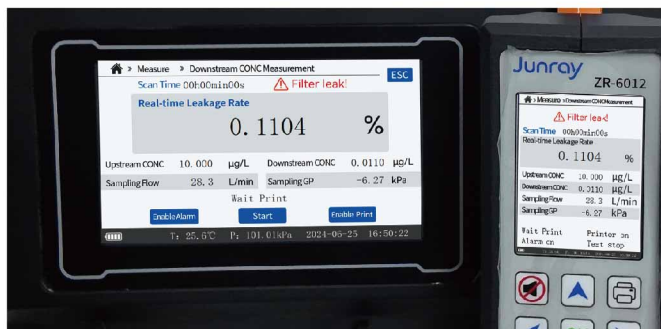 » Measure » Downstream CONC Measurement
ESC
Scan Time 00h00min00s
Filter leak!
Real-time Leakage Rate
0.1104 %
Upstream CONC 10.000 μg/L Downstream CONC 0.0110 μg/L
Sampling Flow 28.3 L/min Sampling GP -6.27 kPa
Wait Print
Enable Alarm Start Enable Print
T: 25.6℃ P: 101.01kPa 2024-06-25 16:50:22
Junray
ZR-6012
» Measure » Downstream CONC Measurement
Filter leak!
Scan Time 00h00min00s
Real-time Leakage Rate
0.1104 %
Upstream CONC 10.000 μg/L
Downstream CONC 0.0110 μg/L
Sampling Flow 28.3 L/min
Sampling GP -6.27 kPa
Wait Print Printer on
Alarm on Test stop